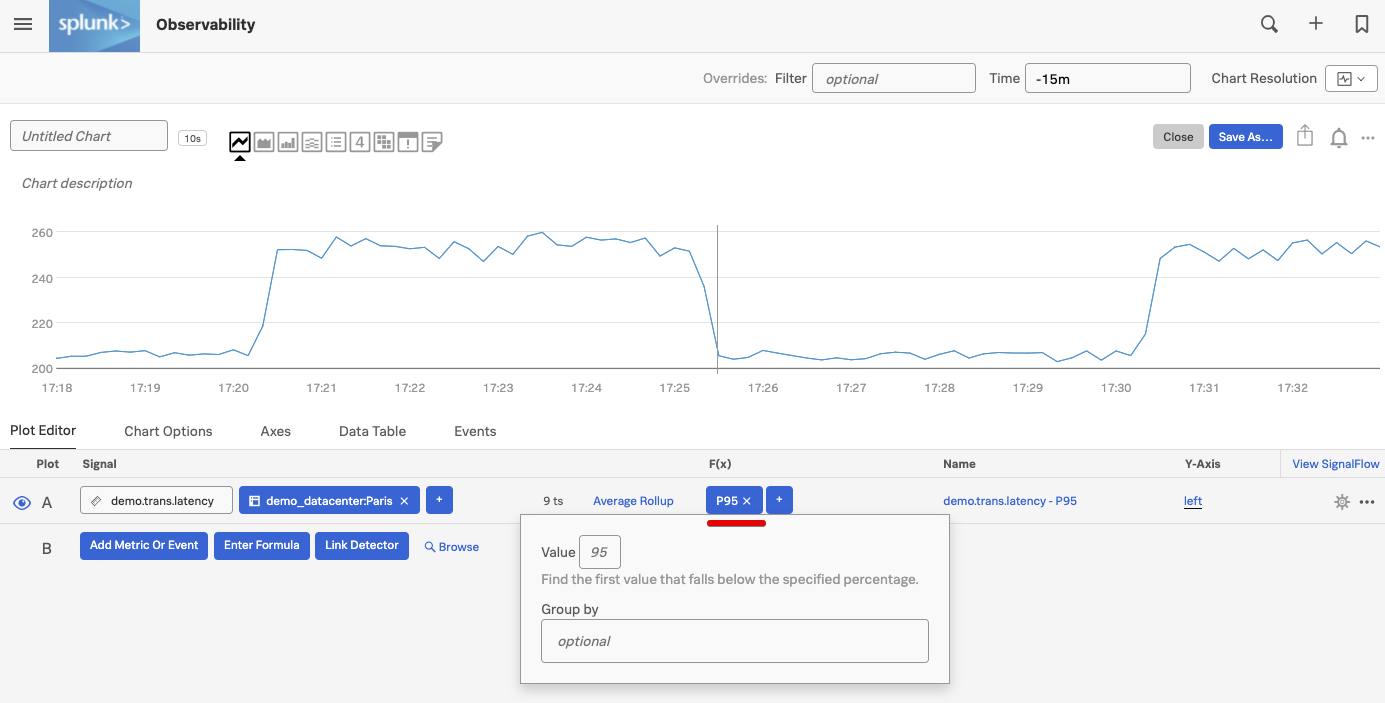 splunk> Observability
Overrides: Filter optional Time -15m Chart Resolution
Untitled Chart 10s 4 Close Save As...
Chart description
260
240
220
200
17:18 17:19 17:20 17:21 17:22 17:23 17:24 17:25 17:26 17:27 17:28 17:29 17:30 17:31 17:32
Plot Editor Chart Options Axes Data Table Events
Plot Signal F(x) Name Y-Axis View SignalFlow
A demo.trans.latency demo_datacenter:Paris × + 9 ts Average Rollup P95 × + demo.trans.latency - P95 left
B Add Metric Or Event Enter Formula Link Detector Browse
Value 95
Find the first value that falls below the specified percentage.
Group by
optional